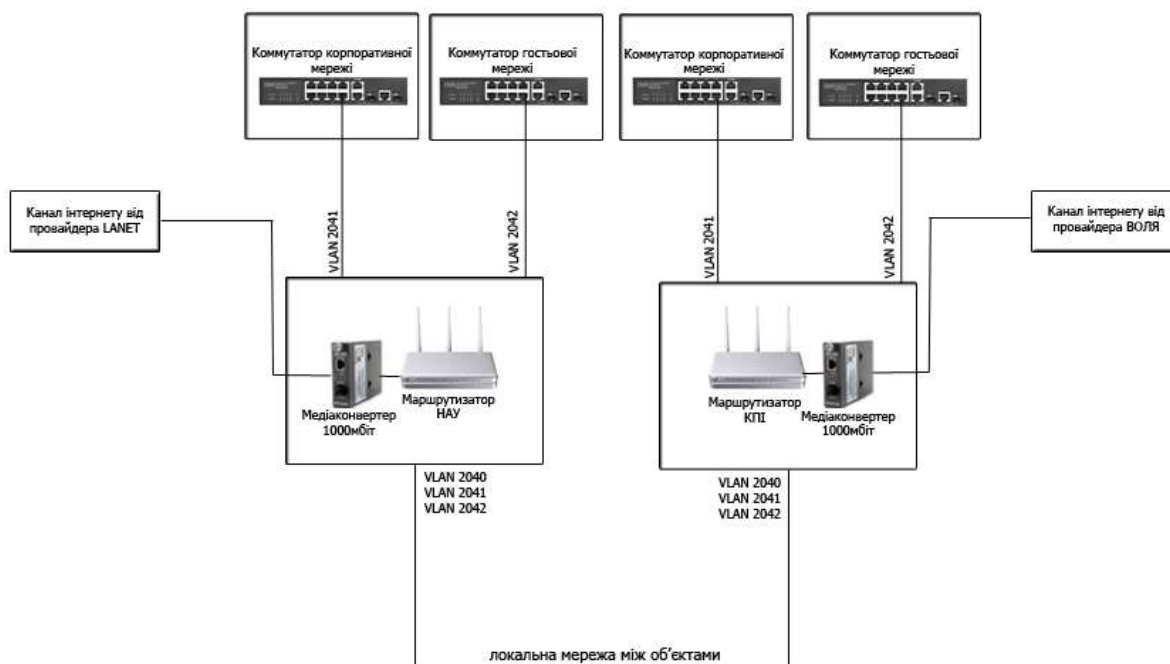 Коммутатор корпоративної
мережі
Коммутатор гостьової
мережі
Коммутатор корпоративної
мережі
Коммутатор гостьової
мережі
Канал інтернету від
провайдера LANET
VLAN 2041
VLAN 2042
VLAN 2041
VLAN 2042
Канал інтернету від
провайдера ВОЛЯ
Медіаконвертер
1000мбіт
Маршрутизатор
НАУ
Маршрутизатор
КПІ
Медіаконвертер
1000мбіт
VLAN 2040
VLAN 2041
VLAN 2042
VLAN 2040
VLAN 2041
VLAN 2042
локальна мережа між об'єктами